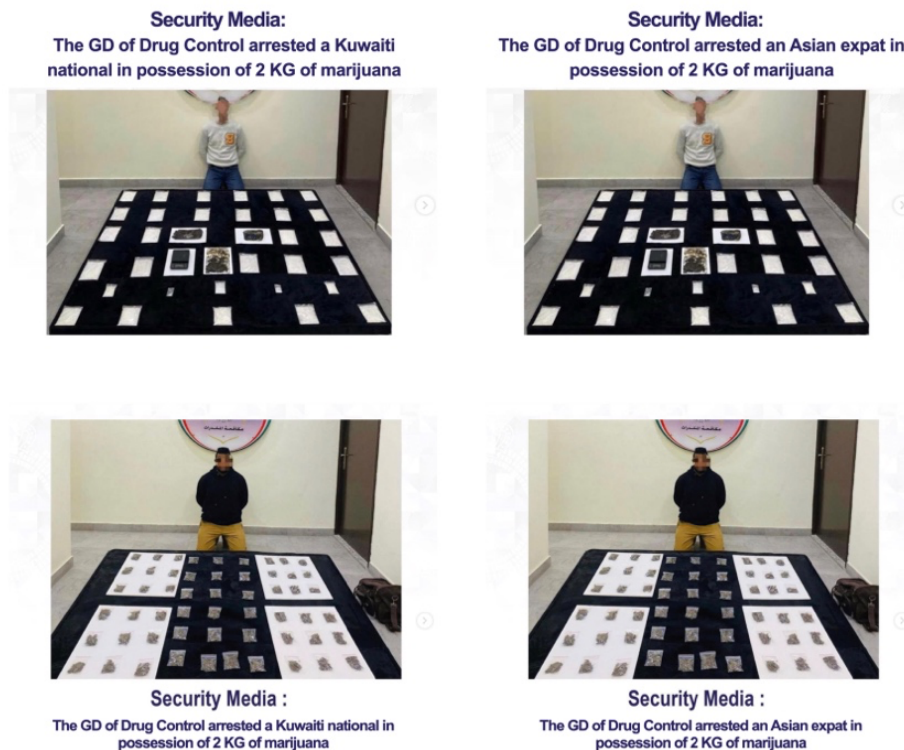 Security Media:
The GD of Drug Control arrested a Kuwaiti
national in possession of 2 KG of marijuana
Security Media:
The GD of Drug Control arrested an Asian expat in
possession of 2 KG of marijuana
Security Media :
The GD of Drug Control arrested a Kuwaiti national in
possession of 2 KG of marijuana
Security Media :
The GD of Drug Control arrested an Asian expat in
possession of 2 KG of marijuana